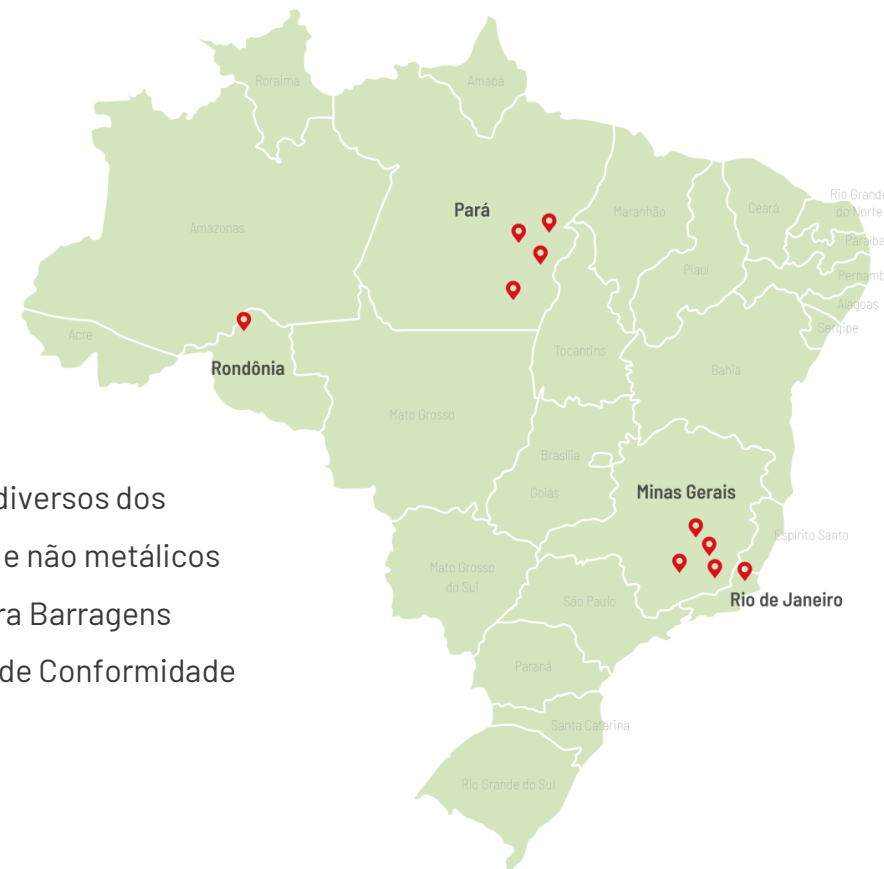 Roraima
Amapá
Pará
Rio Grande
do Norte
Maranhão
Ceará
Amazonas
Paraíba
Piauí
Alagoas
Sergipe
Acre
Tocantins
Rondônia
Bahia
Mato Grosso
Brasília
Goiás
Minas Gerais
Espirito Santo
Mato Grosso
do Sul
São Paulo
Rio de Janeiro
Paraná
Santa Catarina
Rio Grande do Sul
diversos dos
e não metálicos
ra Barragens
de Conformidade